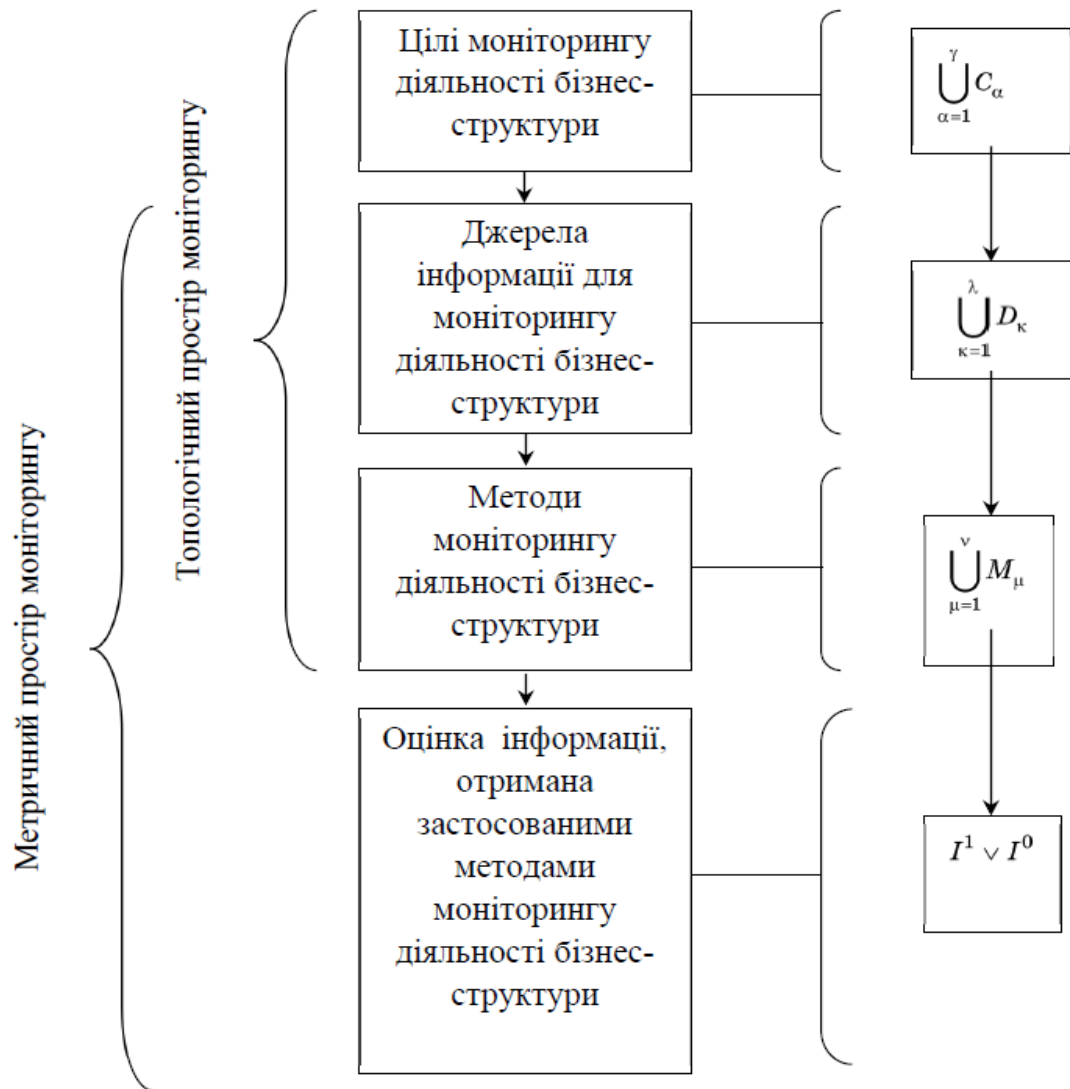 Метричний простір моніторингу
Топологічний простір моніторингу
Цілі моніторингу
діяльності бізнес-
структури
γ
⋃ C_α
α=1
Джерела
інформації для
моніторингу
діяльності бізнес-
структури
λ
⋃ D_κ
κ=1
Методи
моніторингу
діяльності бізнес-
структури
ν
⋃ M_μ
μ=1
Оцінка інформації,
отримана
застосованими
методами
моніторингу
діяльності бізнес-
структури
I¹ ∨ I⁰